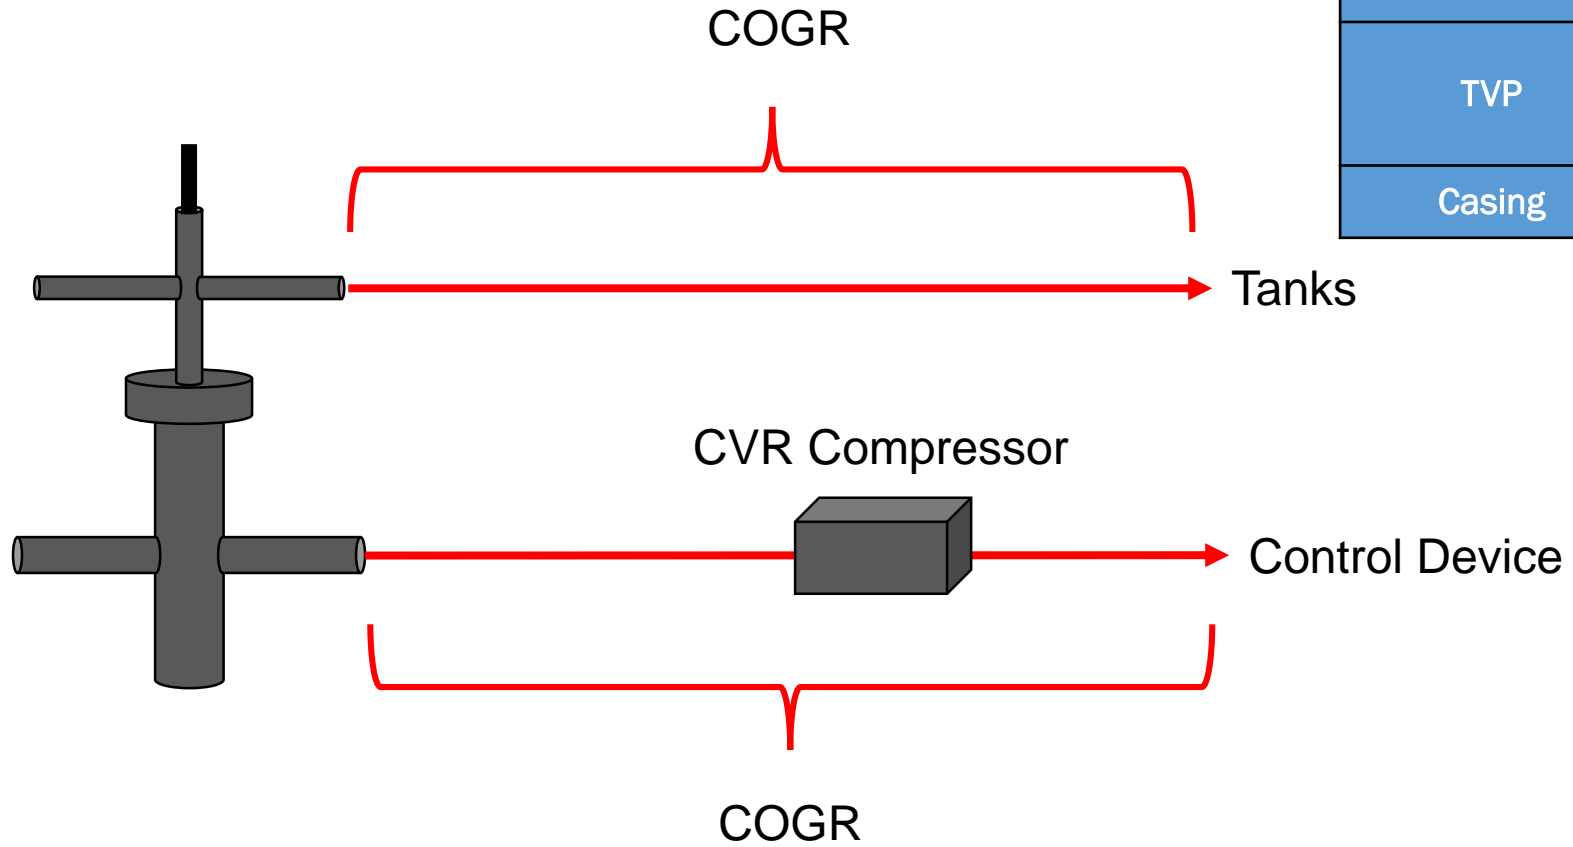 COGR
TVP
Casing
Tanks
CVR Compressor
Control Device
COGR